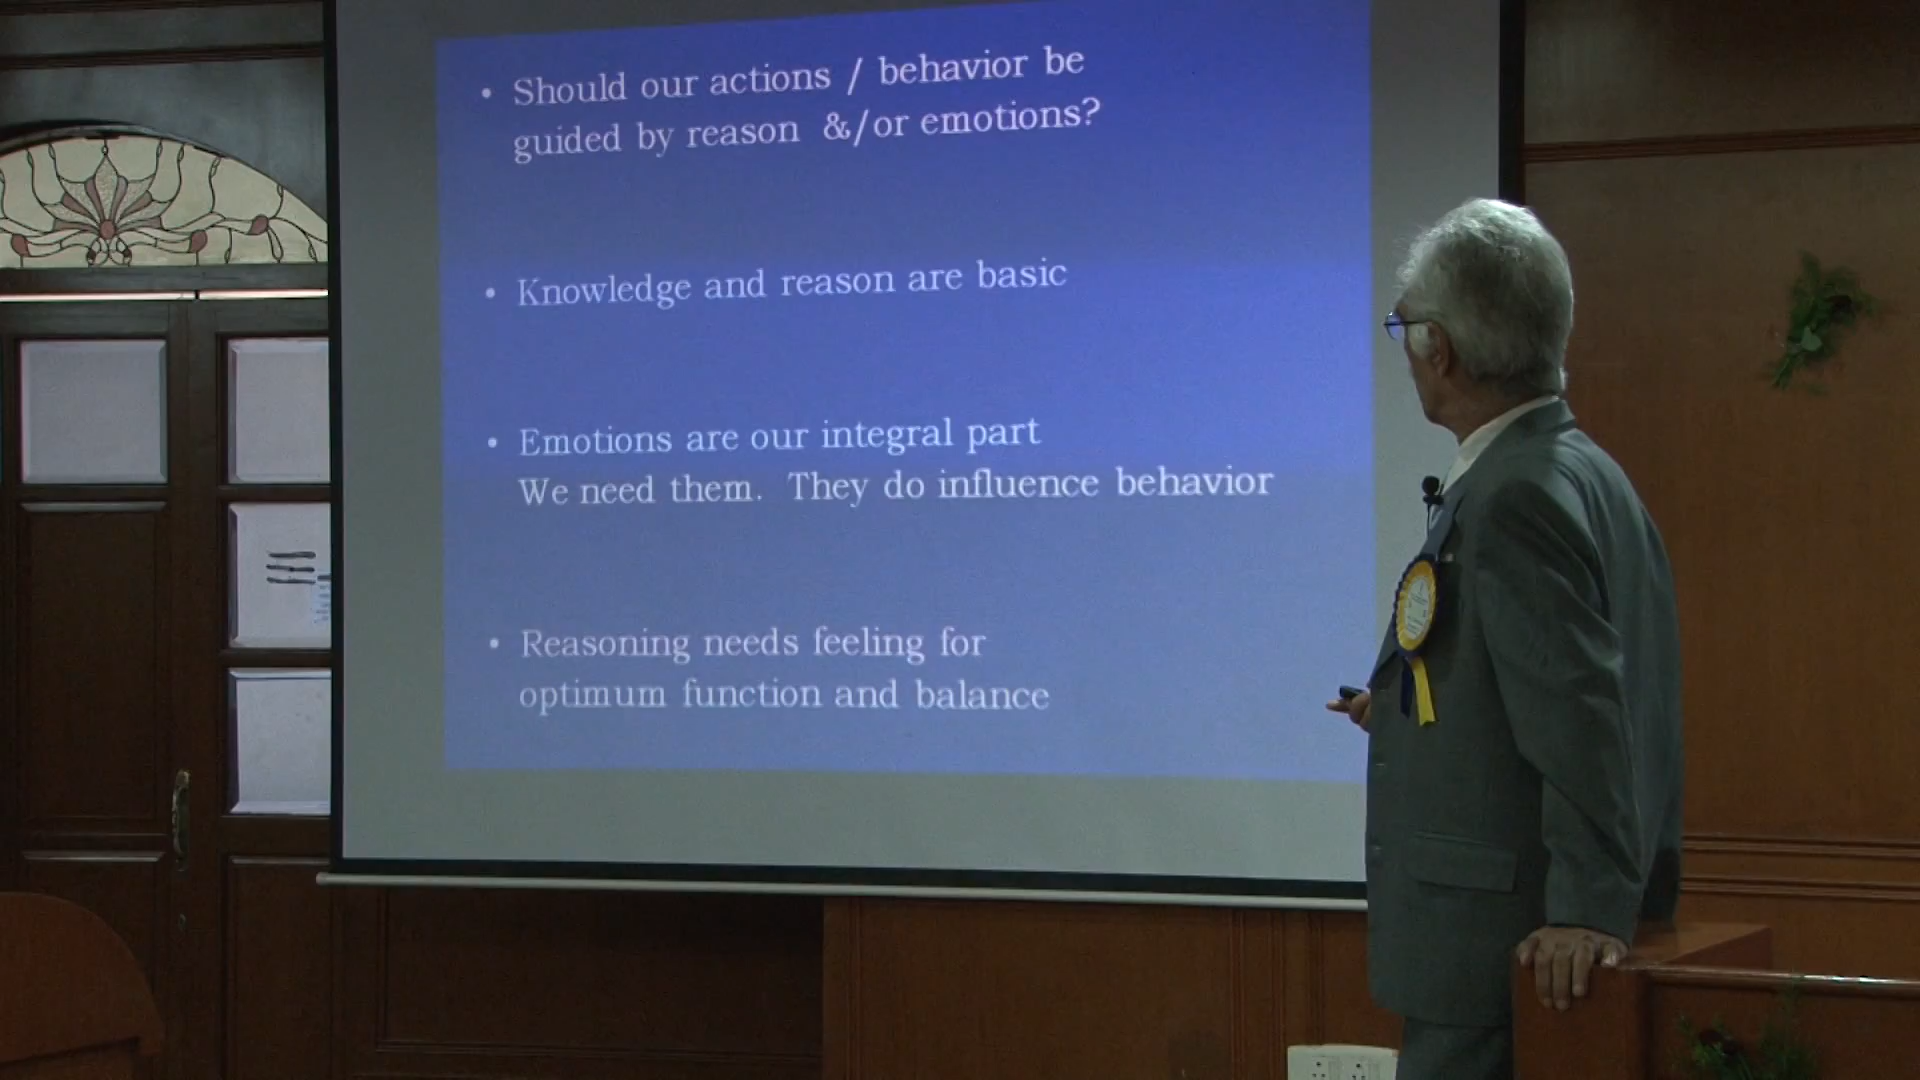 • Should our actions / behavior be
guided by reason &/or emotions?
• Knowledge and reason are basic
• Emotions are our integral part
We need them. They do influence behavior
• Reasoning needs feeling for
optimum function and balance